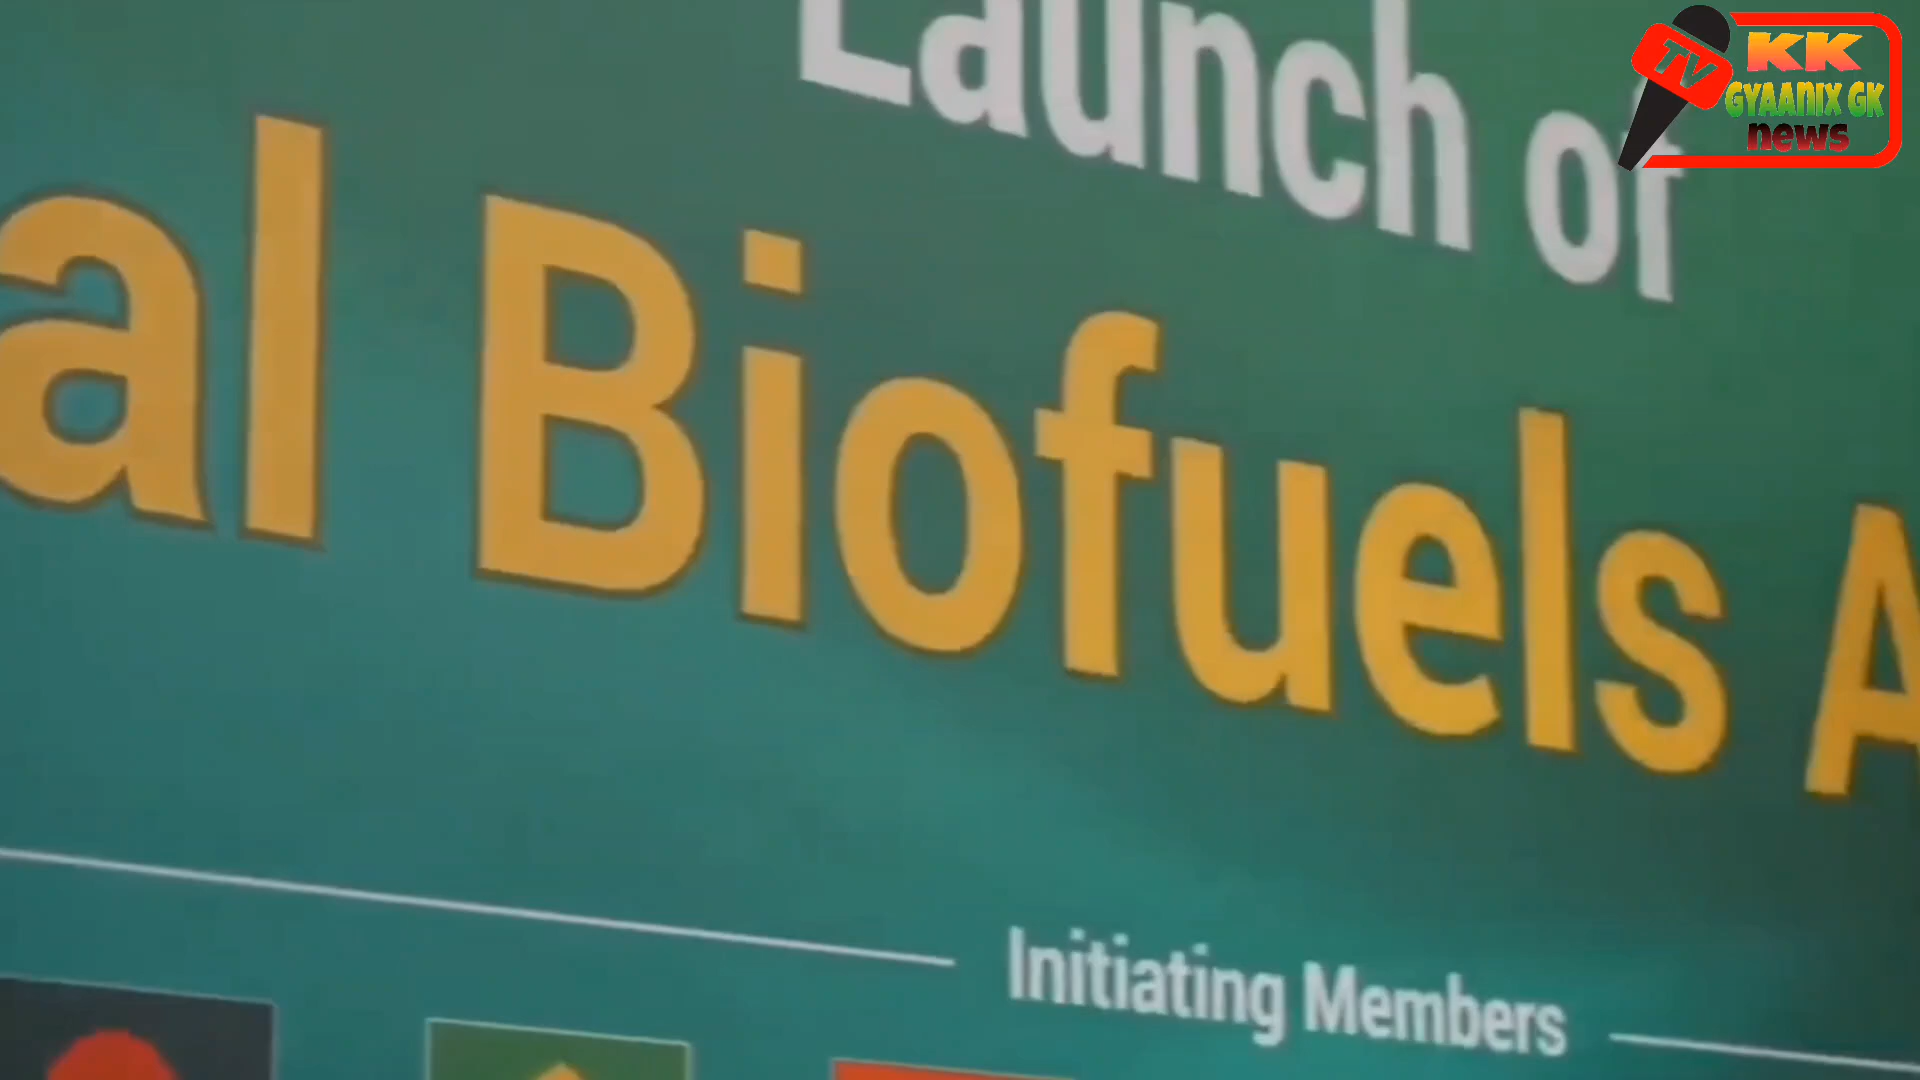 Launch of
al Biofuels A
Initiating Members
TV
KK
GYAANIX GK
news